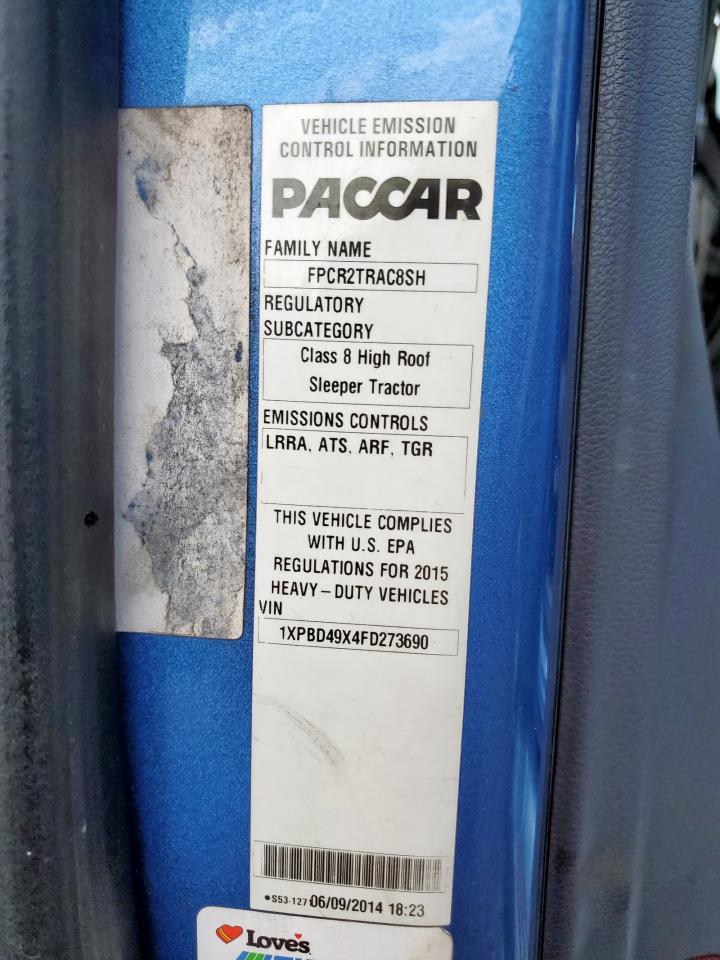 VEHICLE EMISSION
CONTROL INFORMATION
PACCAR
FAMILY NAME
FPCR2TRAC8SH
REGULATORY
SUBCATEGORY
Class 8 High Roof
Sleeper Tractor
EMISSIONS CONTROLS
LRRA, ATS, ARF, TGR
THIS VEHICLE COMPLIES
WITH U.S. EPA
REGULATIONS FOR 2015
HEAVY-DUTY VEHICLES
VIN
1XPBD49X4FD273690
06/09/2014 18:23
Love's